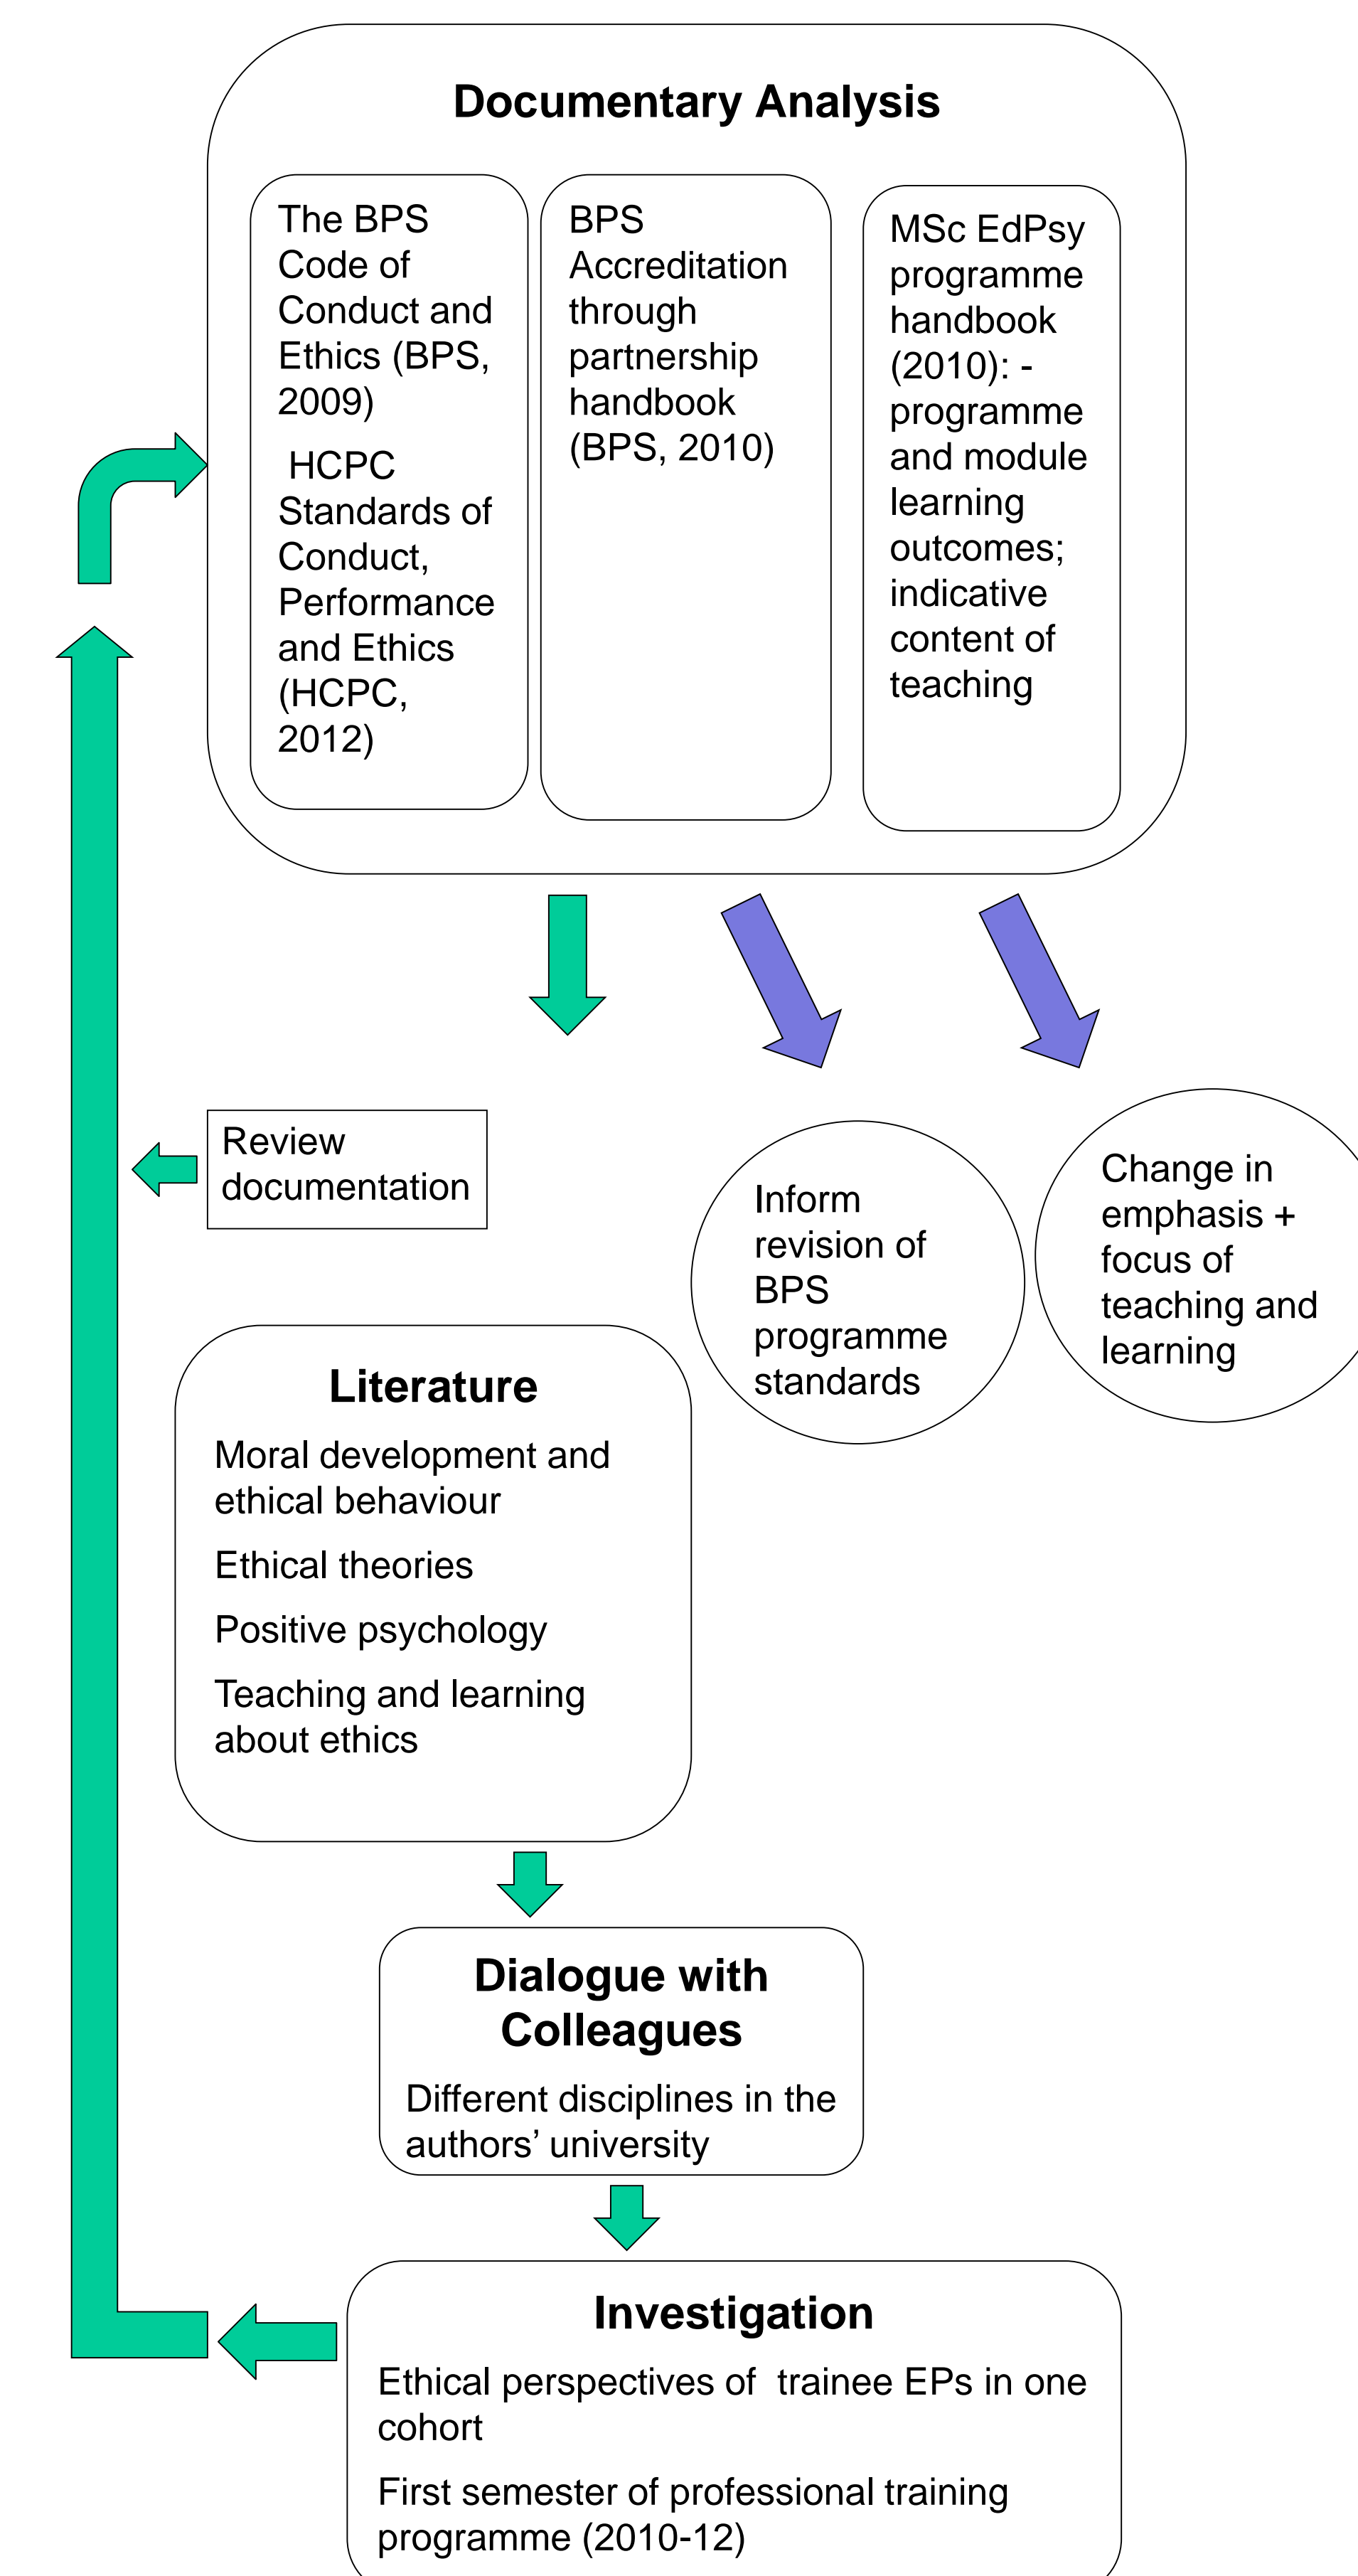 Documentary Analysis
The BPS
Code of
Conduct and
Ethics (BPS,
2009)
HCPC
Standards of
Conduct,
Performance
and Ethics
(HCPC,
2012)
BPS
Accreditation
through
partnership
handbook
(BPS, 2010)
MSc EdPsy
programme
handbook
(2010): -
programme
and module
learning
outcomes;
indicative
content of
teaching
Review
documentation
Inform
revision of
BPS
programme
standards
Change in
emphasis +
focus of
teaching and
learning
Literature
Moral development and
ethical behaviour
Ethical theories
Positive psychology
Teaching and learning
about ethics
Dialogue with
Colleagues
Different disciplines in the
authors’ university
Investigation
Ethical perspectives of  trainee EPs in one
cohort
First semester of professional training
programme (2010-12)